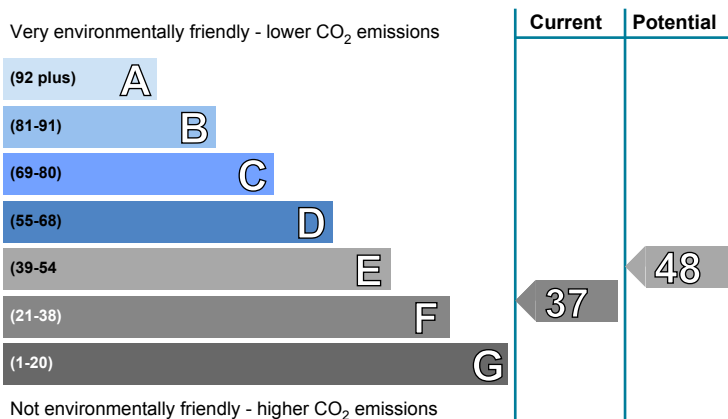 Very environmentally friendly - lower CO2 emissions
Current
Potential
(92 plus) A
(81-91) B
(69-80) C
(55-68) D
(39-54 E
48
(21-38) F
37
(1-20) G
Not environmentally friendly - higher CO2 emissions